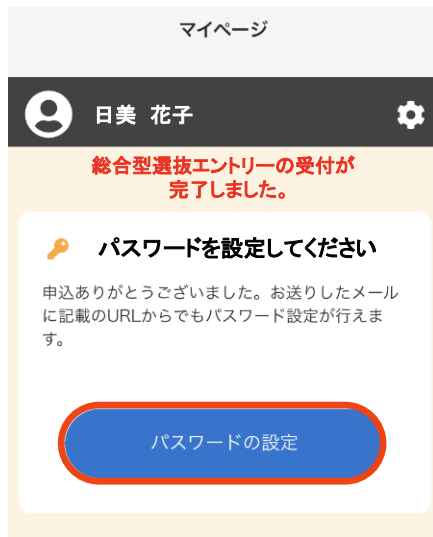 マイページ
日美 花子
総合型選抜エントリーの受付が
完了しました。
パスワードを設定してください
申込ありがとうございました。お送りしたメール
に記載のURLからでもパスワード設定が行えま
す。
パスワードの設定